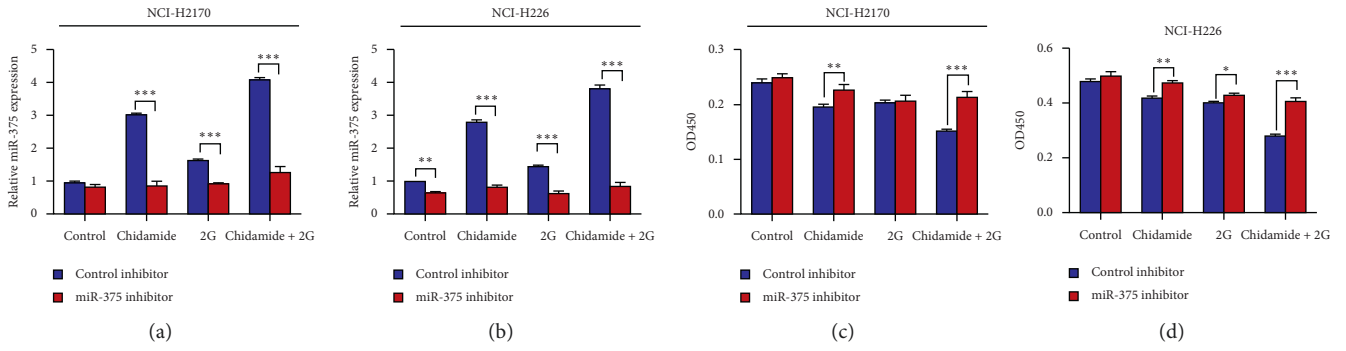 NCI-H2170
Relative miR-375 expression
5
4
3
2
1
0
***
***
***
Control Chidamide 2G Chidamide + 2G
Control inhibitor
miR-375 inhibitor
(a)
NCI-H226
Relative miR-375 expression
5
4
3
2
1
0
**
***
***
***
Control Chidamide 2G Chidamide + 2G
Control inhibitor
miR-375 inhibitor
(b)
NCI-H2170
OD450
0.3
0.2
0.1
0.0
**
***
Control Chidamide 2G Chidamide + 2G
Control inhibitor
miR-375 inhibitor
(c)
NCI-H226
OD450
0.6
0.4
0.2
0.0
**
*
***
Control Chidamide 2G Chidamide + 2G
Control inhibitor
miR-375 inhibitor
(d)